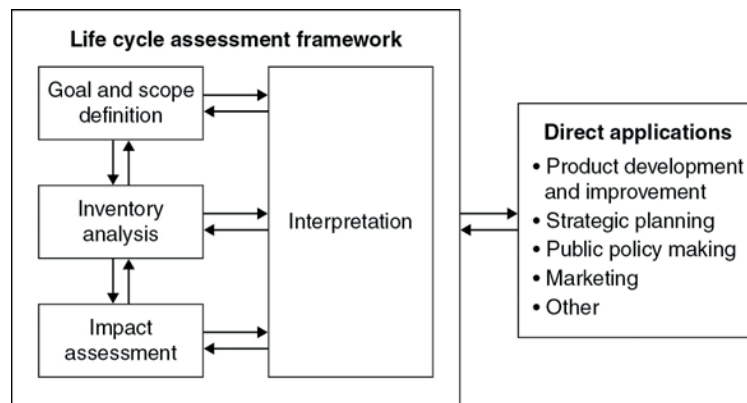 Life cycle assessment framework
Goal and scope
definition
Inventory
analysis
Impact
assessment
Interpretation
Direct applications
• Product development
and improvement
• Strategic planning
• Public policy making
• Marketing
• Other